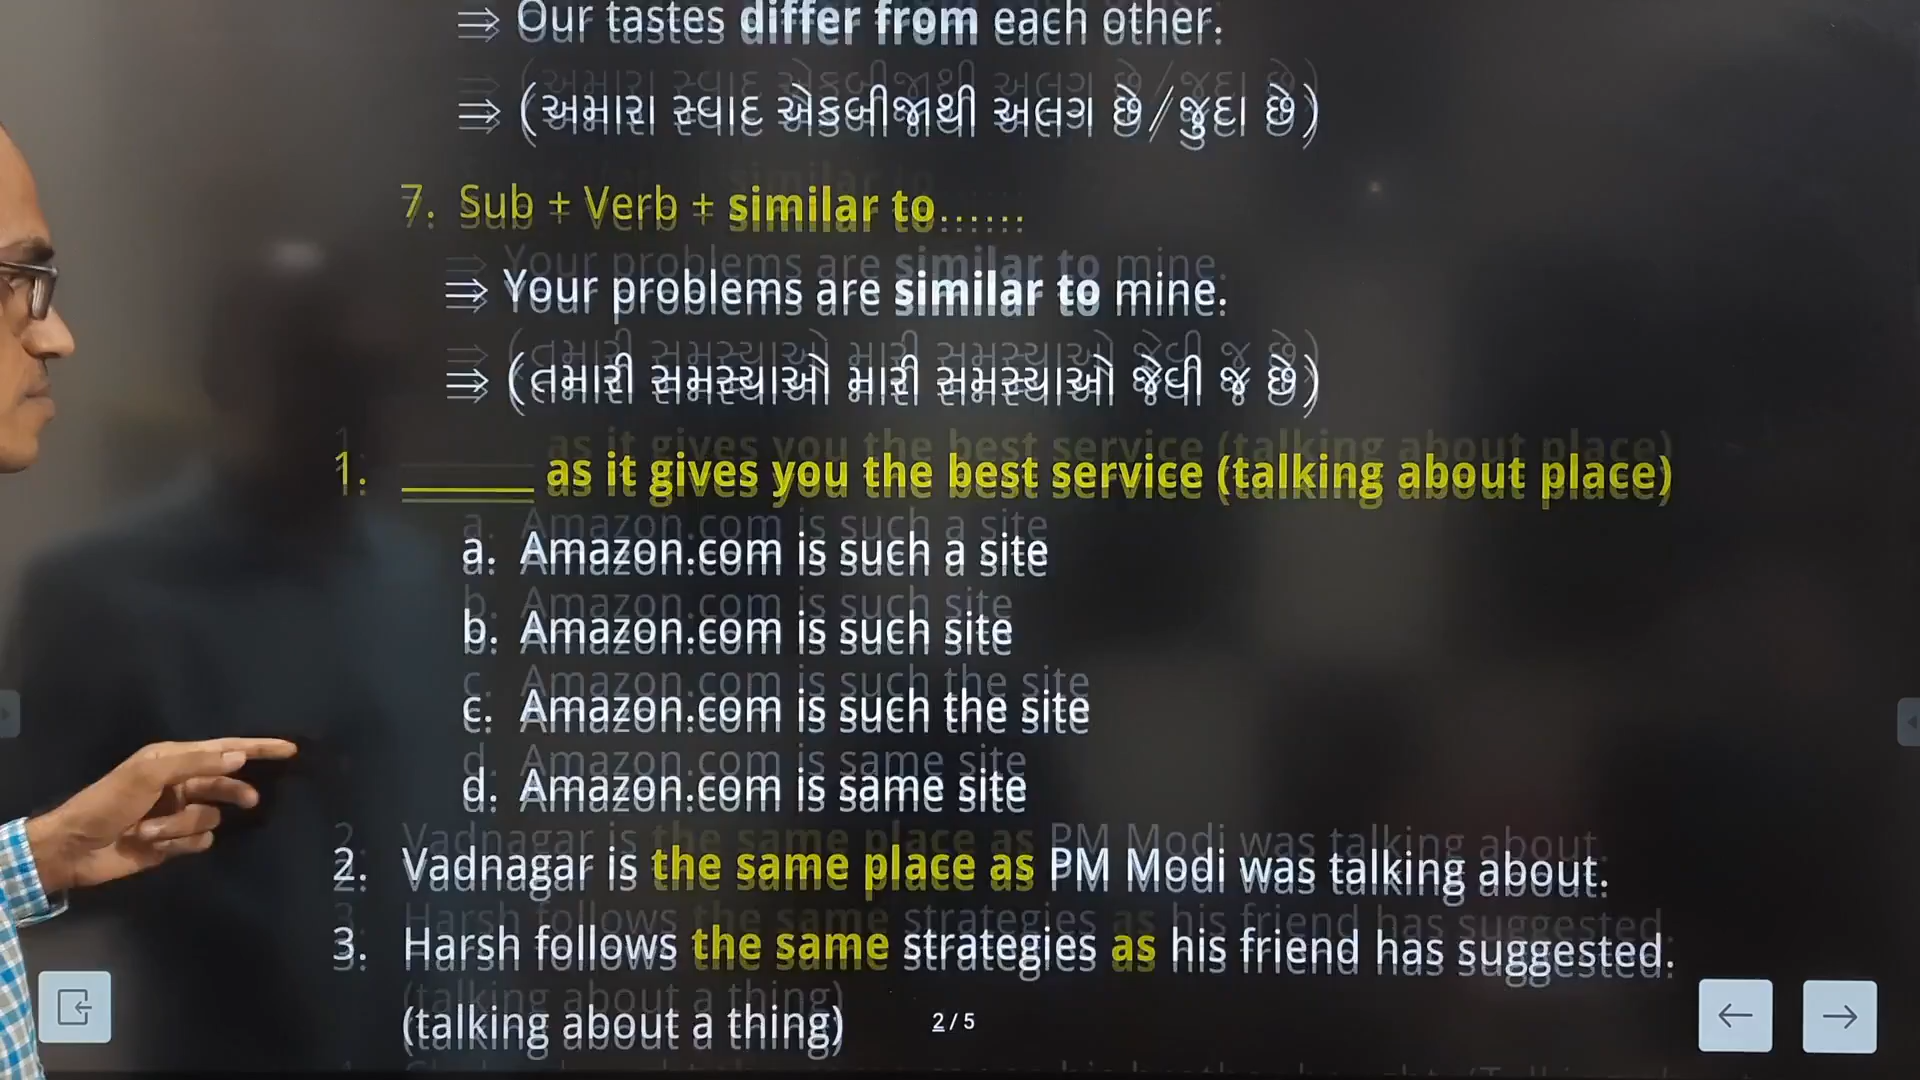 ⇒ Our tastes differ from each other.
⇒ (અમારા સ્વાદ એકબીજાથી અલગ છે/જુદા છે)
7. Sub + Verb + similar to......
⇒ Your problems are similar to mine.
⇒ (તમારી સમસ્યાઓ મારી સમસ્યાઓ જેવી જ છે)
1. ______ as it gives you the best service (talking about place)
a. Amazon.com is such a site
b. Amazon.com is such site
c. Amazon.com is such the site
d. Amazon.com is same site
2. Vadnagar is the same place as PM Modi was talking about.
3. Harsh follows the same strategies as his friend has suggested.
(talking about a thing)
2 / 5